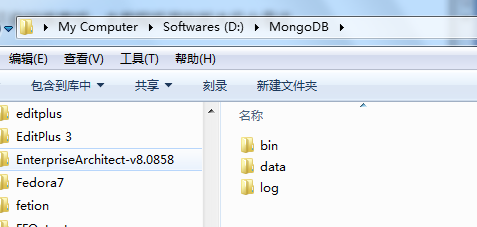 My Computer Softwares (D:) MongoDB
编辑(E) 查看(V) 工具(T) 帮助(H)
包含到库中 共享 刻录 新建文件夹
editplus
EditPlus 3
EnterpriseArchitect-v8.0858
Fedora7
fetion
名称
bin
data
log